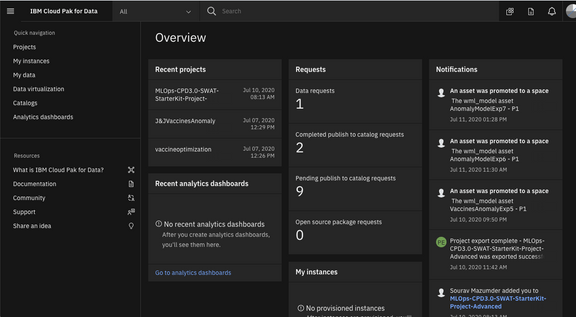 IBM Cloud Pak for Data
All
Search
Quick navigation
Projects
My instances
My data
Data virtualization
Catalogs
Analytics dashboards
Resources
What is IBM Cloud Pak for Data?
Documentation
Community
Support
Share an idea
Overview
Recent projects
MLOps-CPD3.0-SWAT-
StarterKit-Project-
Jul 10, 2020
08:13 AM
J&JVaccinesAnomaly
Jul 07, 2020
12:29 PM
vaccineoptimization
Jul 07, 2020
12:26 PM
Recent analytics dashboards
No recent analytics dashboards
After you create analytics dashboards,
you'll see them here.
Go to analytics dashboards
Requests
Data requests
1
Completed publish to catalog requests
2
Pending publish to catalog requests
9
Open source package requests
0
My instances
No provisioned instances
Notifications
An asset was promoted to a space
The wml_model asset
AnomalyModelExp7 - P1
Jul 11, 2020 01:28 PM
An asset was promoted to a space
The wml_model asset
AnomalyModelExp6 - P1
Jul 11, 2020 11:30 AM
An asset was promoted to a space
The wml_model asset
VaccinesAnomalyExp5 - P1
Jul 10, 2020 09:50 PM
PE
Project export complete - MLOps-
CPD3.0-SWAT-StarterKit-Project-
Advanced was exported success
Jul 10, 2020 11:42 AM
Sourav Mazumder added you to
MLOps-CPD3.0-SWAT-StarterKit-
Project-Advanced